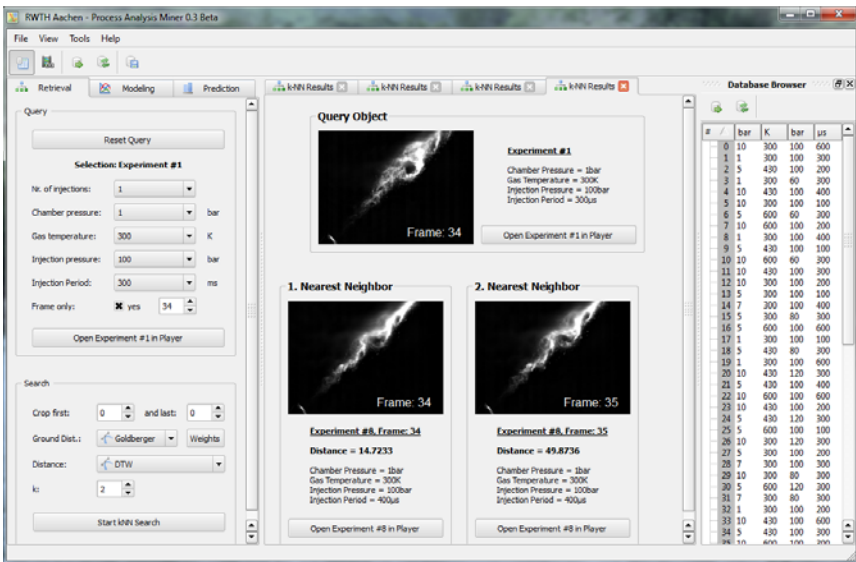 RWTH Aachen - Process Analysis Miner 0.3 Beta
File View Tools Help
Retrieval Modeling Prediction
Query
Reset Query
Selection: Experiment #1
Nr. of injections: 1
Chamber pressure: 1 bar
Gas temperature: 300 K
Injection pressure: 100 bar
Injection Period: 300 ms
Frame only: yes 34
Open Experiment #1 in Player
Search
Crop first: 0 and last: 0
Ground Dist.: Goldberger Weights
Distance: DTW
k: 2
Start kNN Search
k-NN Results k-NN Results k-NN Results k-NN Results
Query Object
Frame: 34
Experiment #1
Chamber Pressure = 1bar
Gas Temperature = 300K
Injection Pressure = 100bar
Injection Period = 300µs
Open Experiment #1 in Player
1. Nearest Neighbor
Frame: 34
Experiment #8, Frame: 34
Distance = 14.7233
Chamber Pressure = 1bar
Gas Temperature = 300K
Injection Pressure = 100bar
Injection Period = 400µs
Open Experiment #8 in Player
2. Nearest Neighbor
Frame: 35
Experiment #8, Frame: 35
Distance = 49.8736
Chamber Pressure = 1bar
Gas Temperature = 300K
Injection Pressure = 100bar
Injection Period = 400µs
Open Experiment #8 in Player
Database Browser
# bar K bar µs
0 10 300 100 600
1 1 300 100 300
2 5 430 100 200
3 1 300 60 300
4 10 430 100 400
5 10 300 100 100
6 5 600 60 300
7 10 600 100 200
8 1 300 100 400
9 5 430 100 100
10 10 600 60 300
11 10 430 100 300
12 10 300 100 200
13 5 300 100 100
14 7 300 100 400
15 5 300 80 300
16 5 600 100 600
17 1 300 100 100
18 5 430 80 300
19 1 300 100 600
20 10 430 120 300
21 5 430 100 400
22 10 600 100 600
23 10 430 100 200
24 5 430 120 300
25 5 600 100 100
26 10 300 120 300
27 5 300 100 200
28 7 300 100 300
29 10 300 80 300
30 5 600 120 300
31 7 300 80 300
32 1 300 100 200
33 10 430 100 600
34 5 430 100 300
35 10 600 100 300